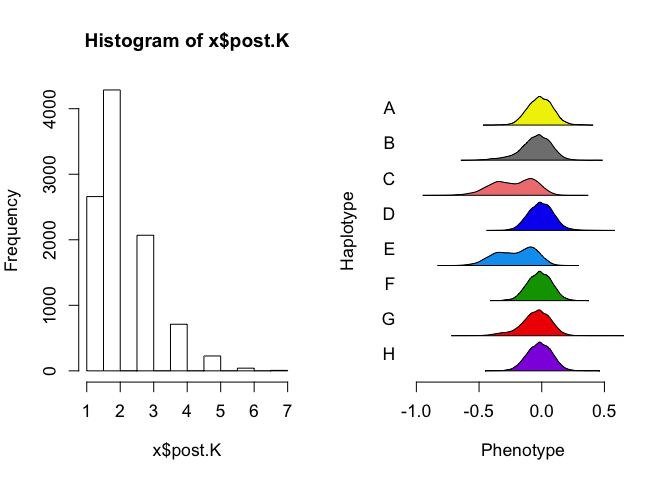 Histogram of x$post.K
Frequency
0
1000
2000
3000
4000
1 2 3 4 5 6 7
x$post.K
Haplotype
A
B
C
D
E
F
G
H
-1.0 -0.5 0.0 0.5
Phenotype